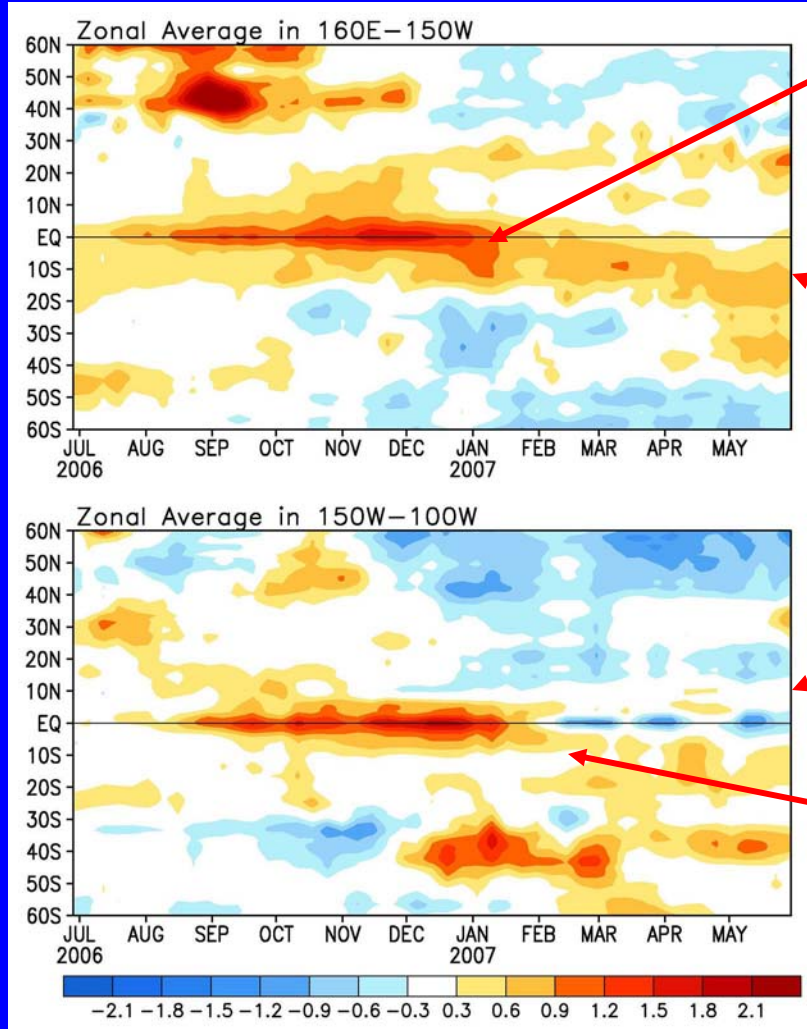 Zonal Average in 160E-150W
60N
50N
40N
30N
20N
10N
EQ
10S
20S
30S
40S
50S
60S
JUL AUG SEP OCT NOV DEC JAN FEB MAR APR MAY
2006 2007
Zonal Average in 150W-100W
60N
50N
40N
30N
20N
10N
EQ
10S
20S
30S
40S
50S
60S
JUL AUG SEP OCT NOV DEC JAN FEB MAR APR MAY
2006 2007
-2.1 -1.8 -1.5 -1.2 -0.9 -0.6 -0.3 0.3 0.6 0.9 1.2 1.5 1.8 2.1